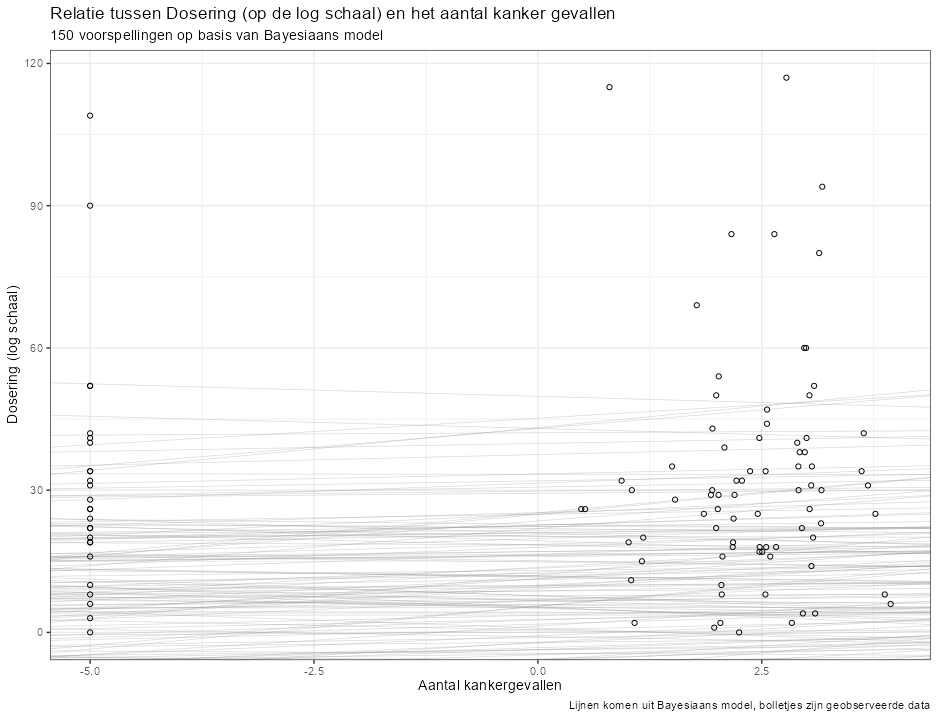 Relatie tussen Dosering (op de log schaal) en het aantal kanker gevallen
150 voorspellingen op basis van Bayesiaans model
120
90
60
30
0
Dosering (log schaal)
-5.0 -2.5 0.0 2.5
Aantal kankergevallen
Lijnen komen uit Bayesiaans model, bolletjes zijn geobserveerde data